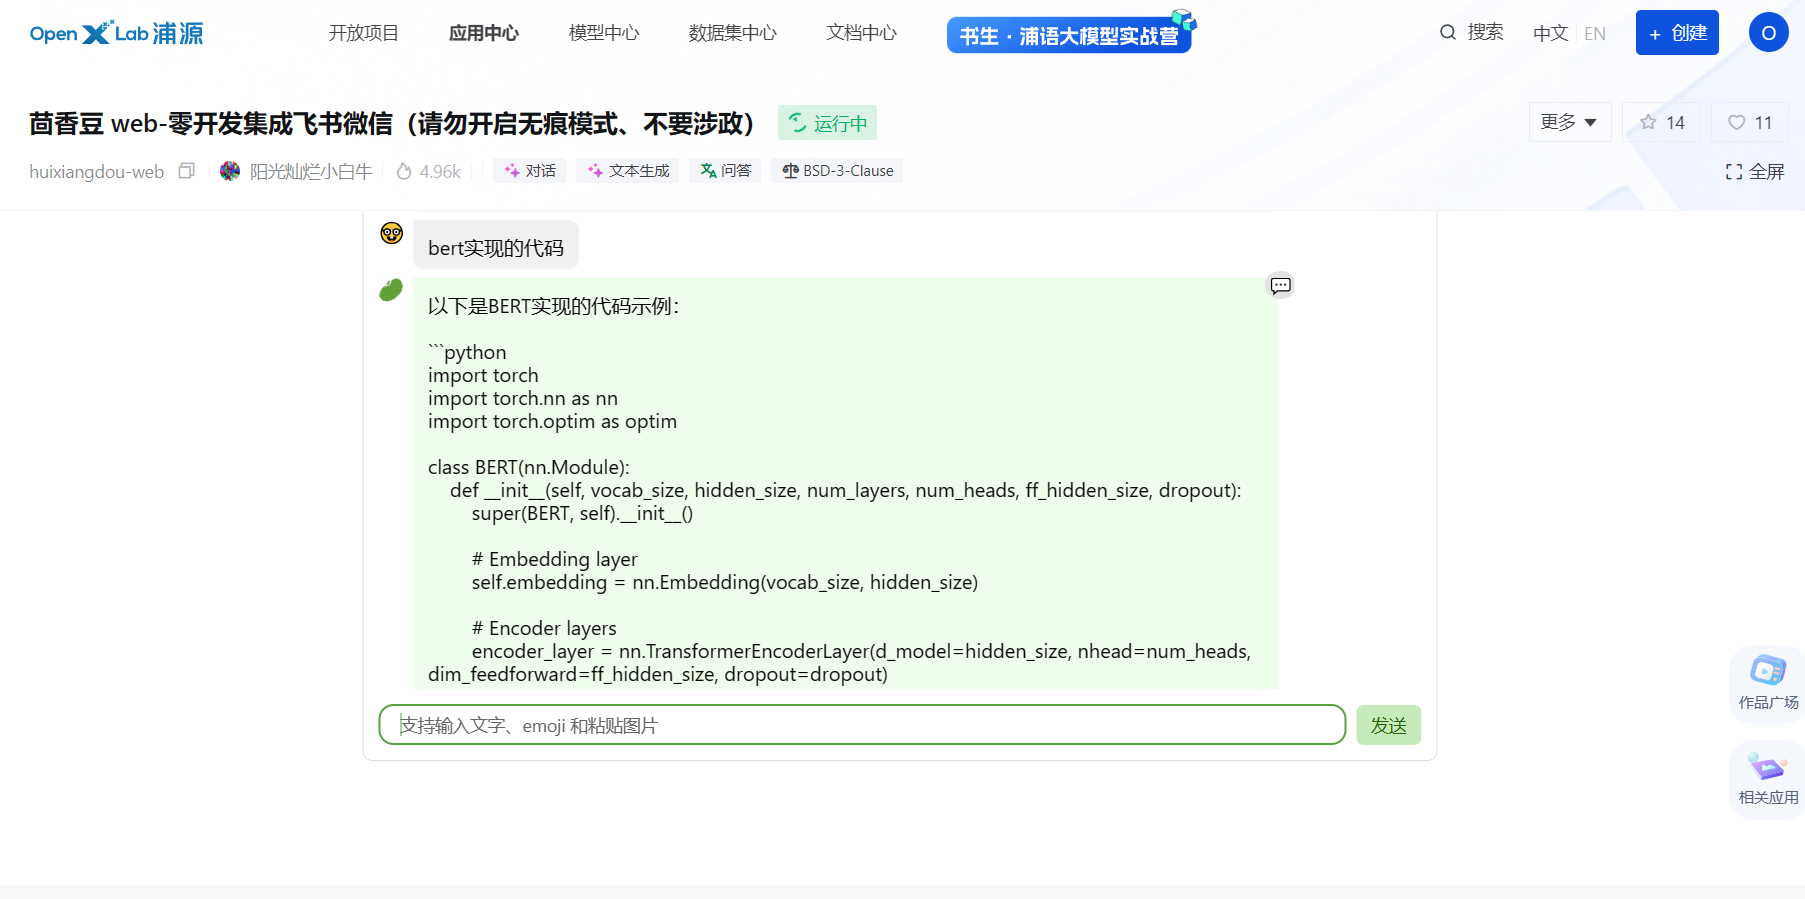 OpenXLab浦源
开放项目
应用中心
模型中心
数据集中心
文档中心
书生·浦语大模型实战营
搜索
中文 EN
+ 创建
O
茴香豆 web-零开发集成飞书微信（请勿开启无痕模式、不要涉政）
运行中
更多
14
11
huixiangdou-web
阳光灿烂小白牛
4.96k
对话
文本生成
问答
BSD-3-Clause
全屏
bert实现的代码
以下是BERT实现的代码示例：
```python
import torch
import torch.nn as nn
import torch.optim as optim
class BERT(nn.Module):
def __init__(self, vocab_size, hidden_size, num_layers, num_heads, ff_hidden_size, dropout):
super(BERT, self).__init__()
# Embedding layer
self.embedding = nn.Embedding(vocab_size, hidden_size)
# Encoder layers
encoder_layer = nn.TransformerEncoderLayer(d_model=hidden_size, nhead=num_heads,
dim_feedforward=ff_hidden_size, dropout=dropout)
支持输入文字、emoji 和粘贴图片
发送
作品广场
相关应用